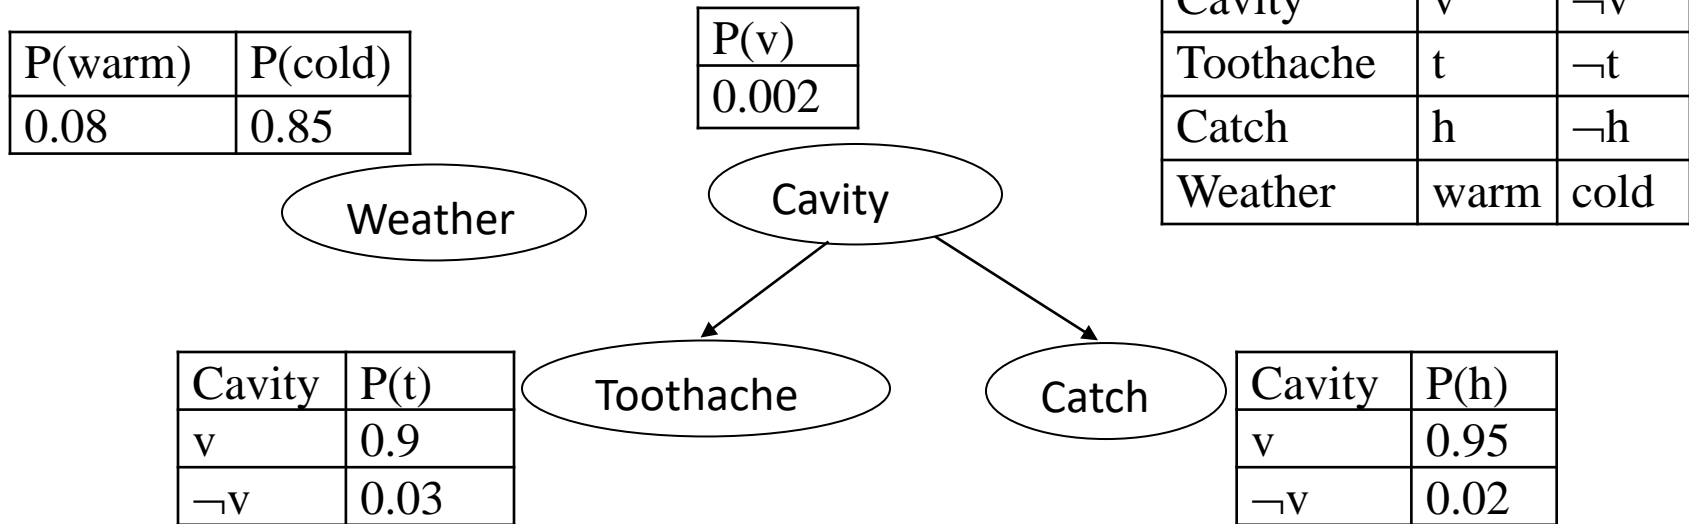 Cavity v ¬v
P(warm) P(cold) P(v) Toothache t ¬t
0.08 0.85 0.002 Catch h ¬h
Weather Cavity Weather warm cold
Cavity P(t) Toothache Catch Cavity P(h)
v 0.9 v 0.95
¬v 0.03 ¬v 0.02